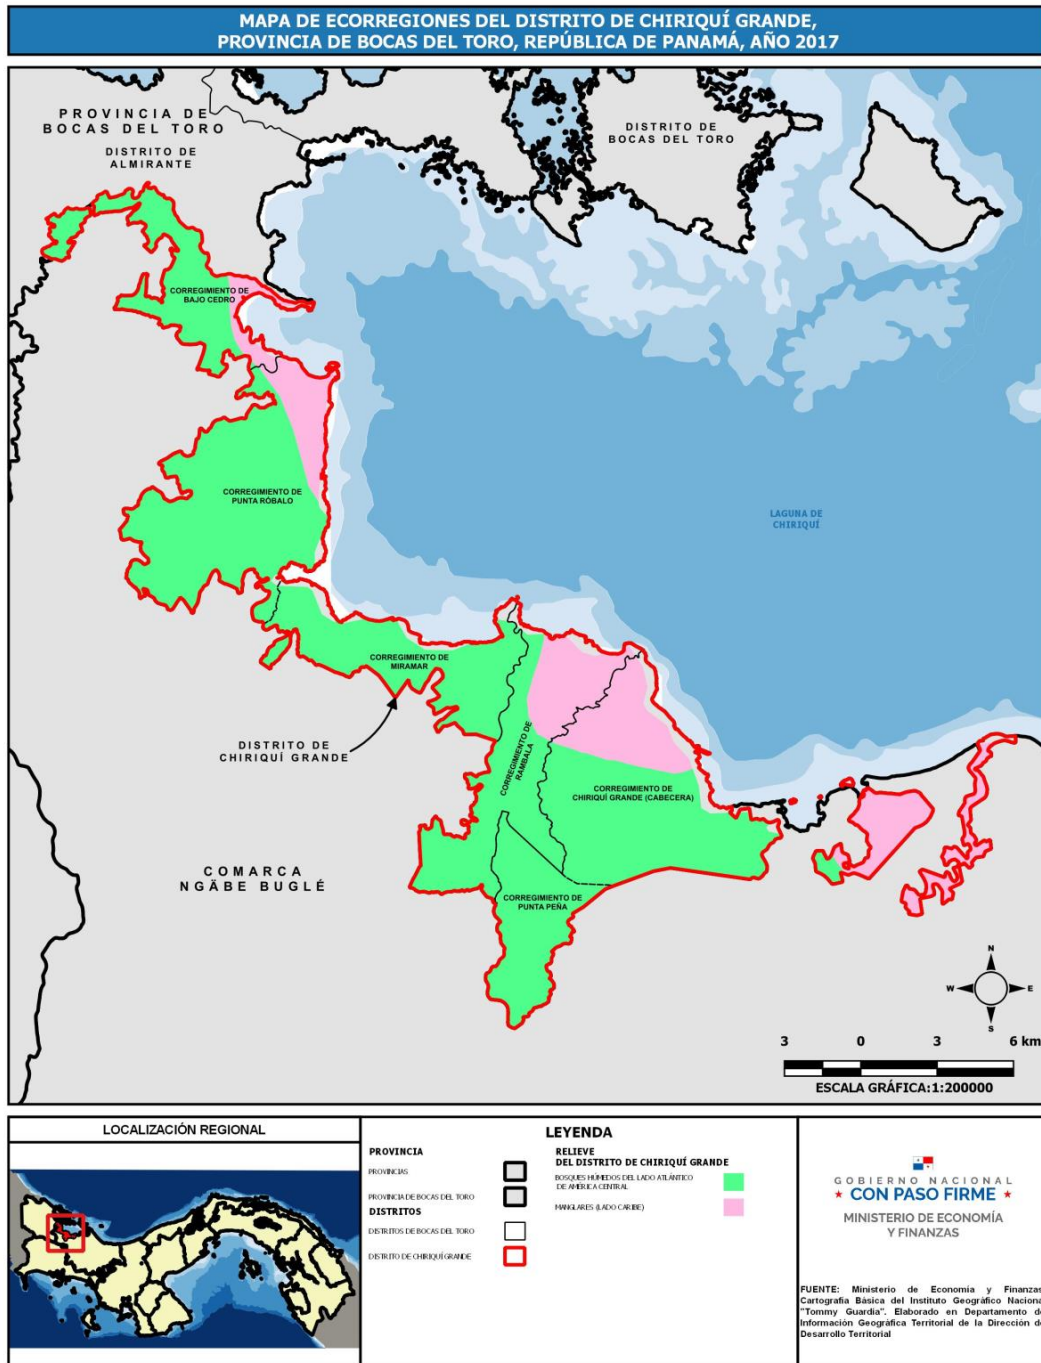 MAPA DE ECORREGIONES DEL DISTRITO DE CHIRIQUÍ GRANDE,
PROVINCIA DE BOCAS DEL TORO, REPÚBLICA DE PANAMÁ, AÑO 2017
PROVINCIA DE
BOCAS DEL TORO
DISTRITO DE
ALMIRANTE
DISTRITO DE
BOCAS DEL TORO
CORREGIMIENTO DE
BAJO CEDRO
CORREGIMIENTO DE
PUNTA RÓBALO
LAGUNA DE
CHIRIQUÍ
CORREGIMIENTO DE
MIRAMAR
DISTRITO DE
CHIRIQUÍ GRANDE
CORREGIMIENTO DE
RAMBALA
CORREGIMIENTO DE
CHIRIQUÍ GRANDE (CABECERA)
COMARCA
NGÄBE BUGLÉ
CORREGIMIENTO DE
PUNTA PEÑA
N
W E
S
3 0 3 6 km
ESCALA GRÁFICA:1:200000
LOCALIZACIÓN REGIONAL
LEYENDA
PROVINCIA
PROVINCIAS
PROVINCIA DE BOCAS DEL TORO
DISTRITOS
DISTRITOS DE BOCAS DEL TORO
DISTRITO DE CHIRIQUÍ GRANDE
RELIEVE
DEL DISTRITO DE CHIRIQUÍ GRANDE
BOSQUES HÚMEDOS DEL LADO ATLÁNTICO
DE AMÉRICA CENTRAL
MANGLARES (LADO CARIBE)
GOBIERNO NACIONAL
CON PASO FIRME
MINISTERIO DE ECONOMÍA
Y FINANZAS
FUENTE: Ministerio de Economía y Finanzas
Cartografía Básica del Instituto Geográfico Naciona
"Tommy Guardia". Elaborado en Departamento d
Información Geográfica Territorial de la Dirección d
Desarrollo Territorial